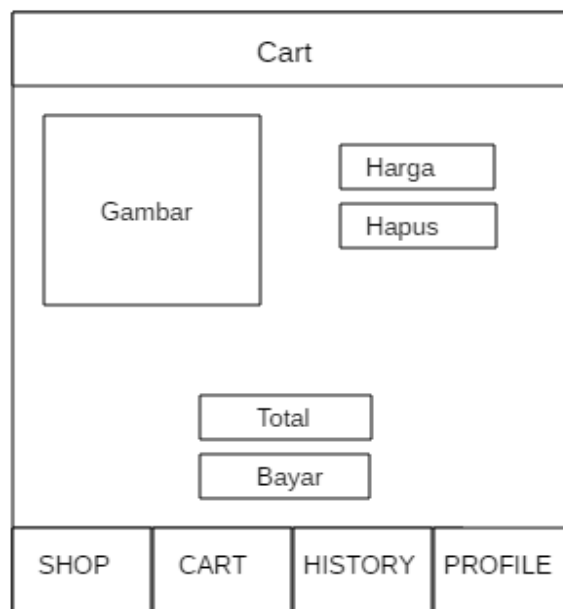 Cart
Gambar
Harga
Hapus
Total
Bayar
SHOP
CART
HISTORY
PROFILE